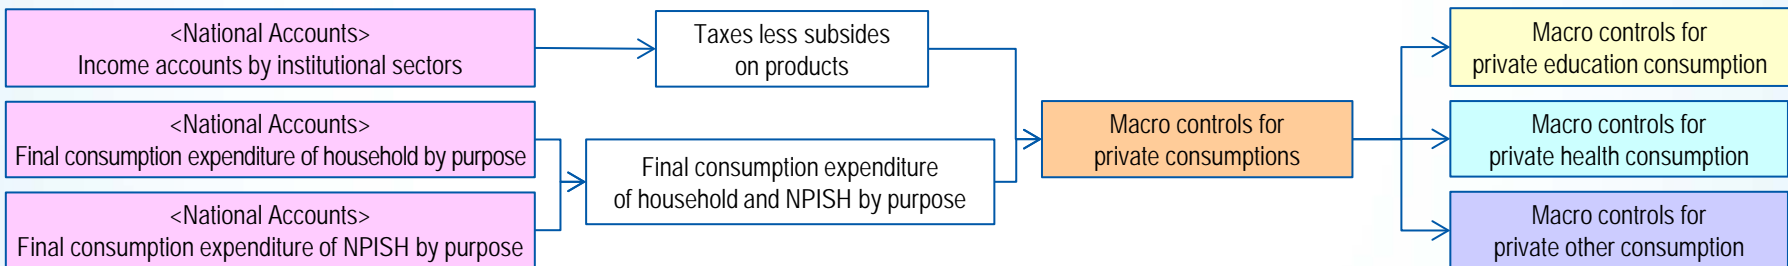 <National Accounts>
Income accounts by institutional sectors
<National Accounts>
Final consumption expenditure of household by purpose
<National Accounts>
Final consumption expenditure of NPISH by purpose
Taxes less subsides
on products
Final consumption expenditure
of household and NPISH by purpose
Macro controls for
private consumptions
Macro controls for
private education consumption
Macro controls for
private health consumption
Macro controls for
private other consumption